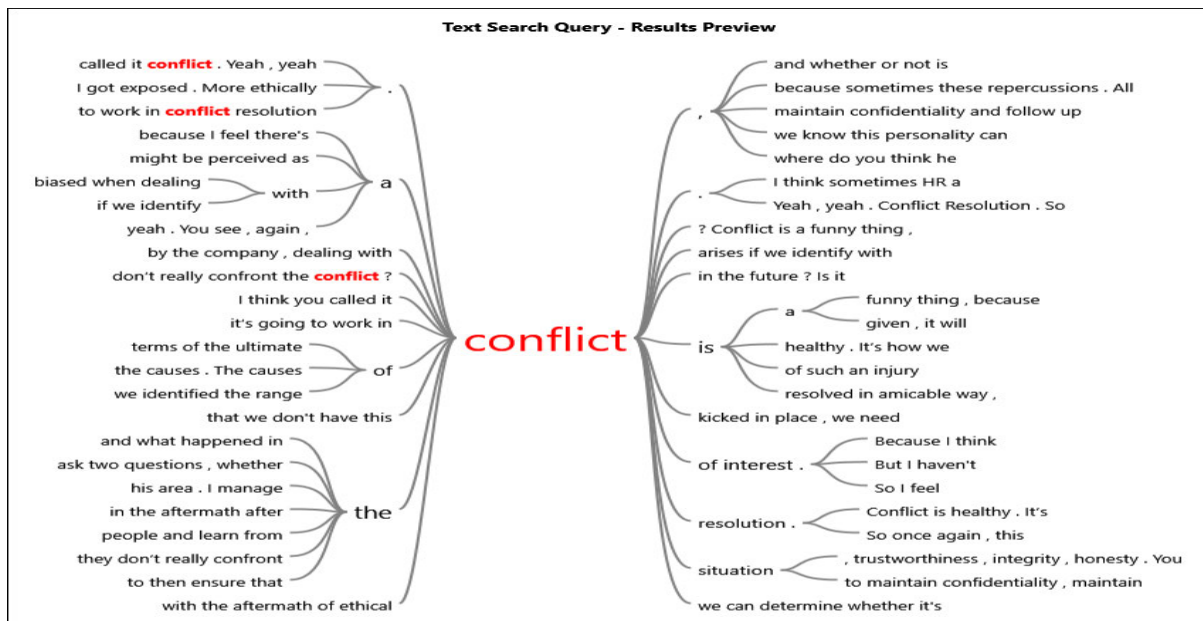 Text Search Query - Results Preview
called it conflict . Yeah , yeah
I got exposed . More ethically
to work in conflict resolution
.
because I feel there's
might be perceived as
biased when dealing
if we identify
with
yeah . You see , again ,
a
by the company , dealing with
don't really confront the conflict ?
I think you called it
it's going to work in
terms of the ultimate
the causes . The causes
we identified the range
of
that we don't have this
and what happened in
ask two questions , whether
his area . I manage
in the aftermath after
people and learn from
they don't really confront
to then ensure that
the
with the aftermath of ethical
conflict
,
and whether or not is
because sometimes these repercussions . All
maintain confidentiality and follow up
we know this personality can
where do you think he
.
I think sometimes HR a
Yeah , yeah . Conflict Resolution . So
? Conflict is a funny thing ,
arises if we identify with
in the future ? Is it
is
a
funny thing , because
given , it will
healthy . It's how we
of such an injury
resolved in amicable way ,
kicked in place , we need
of interest .
Because I think
But I haven't
So I feel
resolution .
Conflict is healthy . It's
So once again , this
situation
, trustworthiness , integrity , honesty . You
to maintain confidentiality , maintain
we can determine whether it's